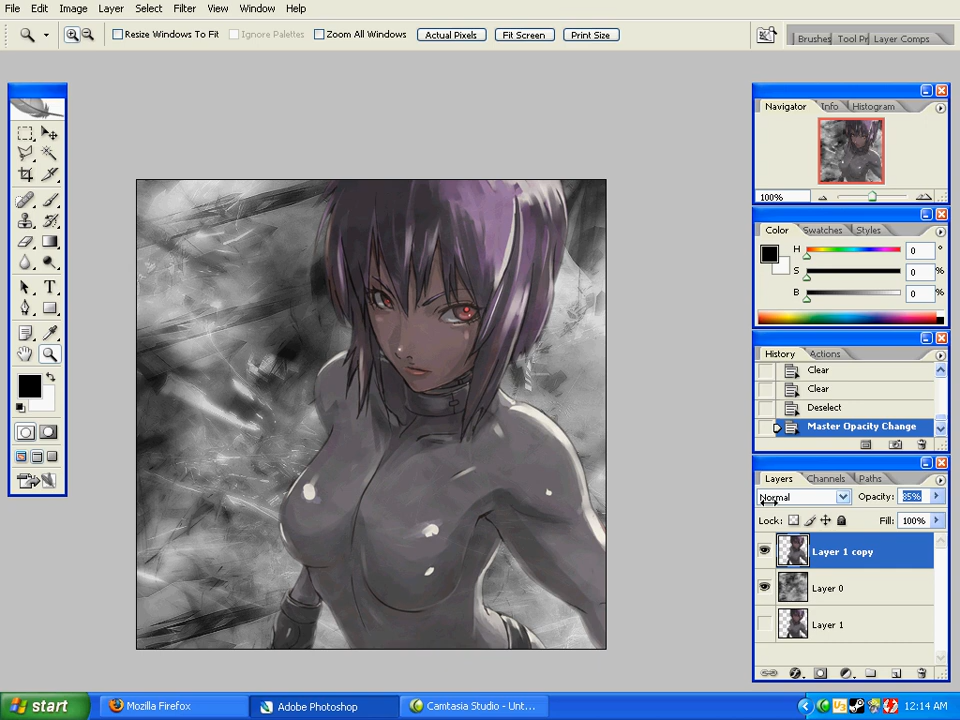 File Edit Image Layer Select Filter View Window Help
Resize Windows To Fit Ignore Palettes Zoom All Windows Actual Pixels Fit Screen Print Size
Brushes Tool Pr Layer Comps
Navigator Info Histogram
100%
Color Swatches Styles
H 0 °
S 0 %
B 0 %
History Actions
Clear
Clear
Deselect
Master Opacity Change
Layers Channels Paths
Normal Opacity: 85%
Lock: Fill: 100%
Layer 1 copy
Layer 0
Layer 1
T
start Mozilla Firefox Adobe Photoshop Camtasia Studio - Unt... U3 12:14 AM